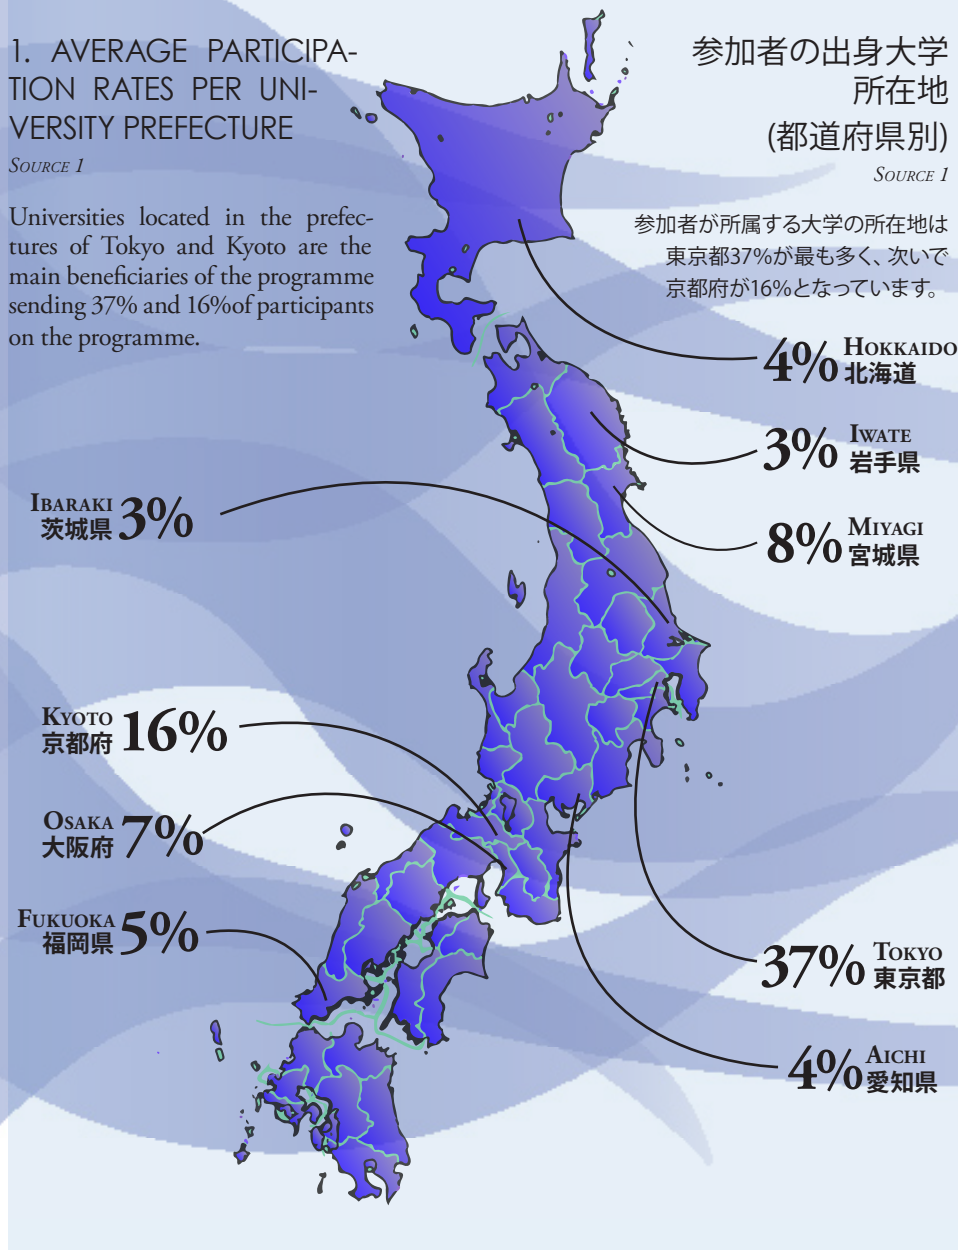 1. AVERAGE PARTICIPA-
TION RATES PER UNI-
VERSITY PREFECTURE
SOURCE 1
Universities located in the prefec-
tures of Tokyo and Kyoto are the
main beneficiaries of the programme
sending 37% and 16%of participants
on the programme.
参加者の出身大学
所在地
(都道府県別)
SOURCE 1
参加者が所属する大学の所在地は
東京都37%が最も多く、次いで
京都府が16%となっています。
4% HOKKAIDO
北海道
3% IWATE
岩手県
IBARAKI 3%
茨城県
8% MIYAGI
宮城県
KYOTO 16%
京都府
OSAKA 7%
大阪府
FUKUOKA 5%
福岡県
37% TOKYO
東京都
4% AICHI
愛知県